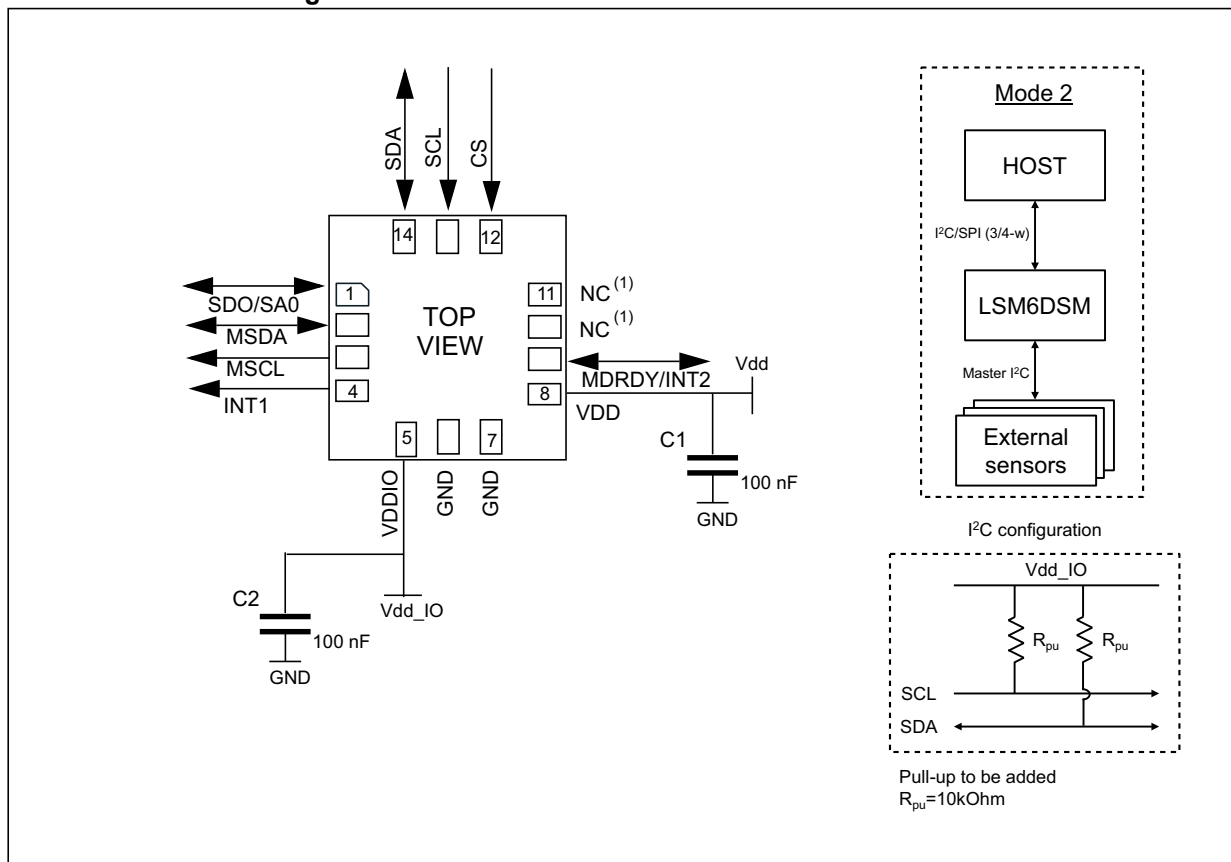 SDA
SCL
CS
14
12
1
11
NC (1)
NC (1)
SDO/SA0
MSDA
MSCL
INT1
TOP
VIEW
4
8
MDRDY/INT2
VDD
Vdd
5
7
VDDIO
GND
GND
C1
100 nF
GND
C2
100 nF
GND
Vdd_IO
Mode 2
HOST
I²C/SPI (3/4-w)
LSM6DSM
Master I²C
External
sensors
I²C configuration
Vdd_IO
Rpu
Rpu
SCL
SDA
Pull-up to be added
Rpu=10kOhm